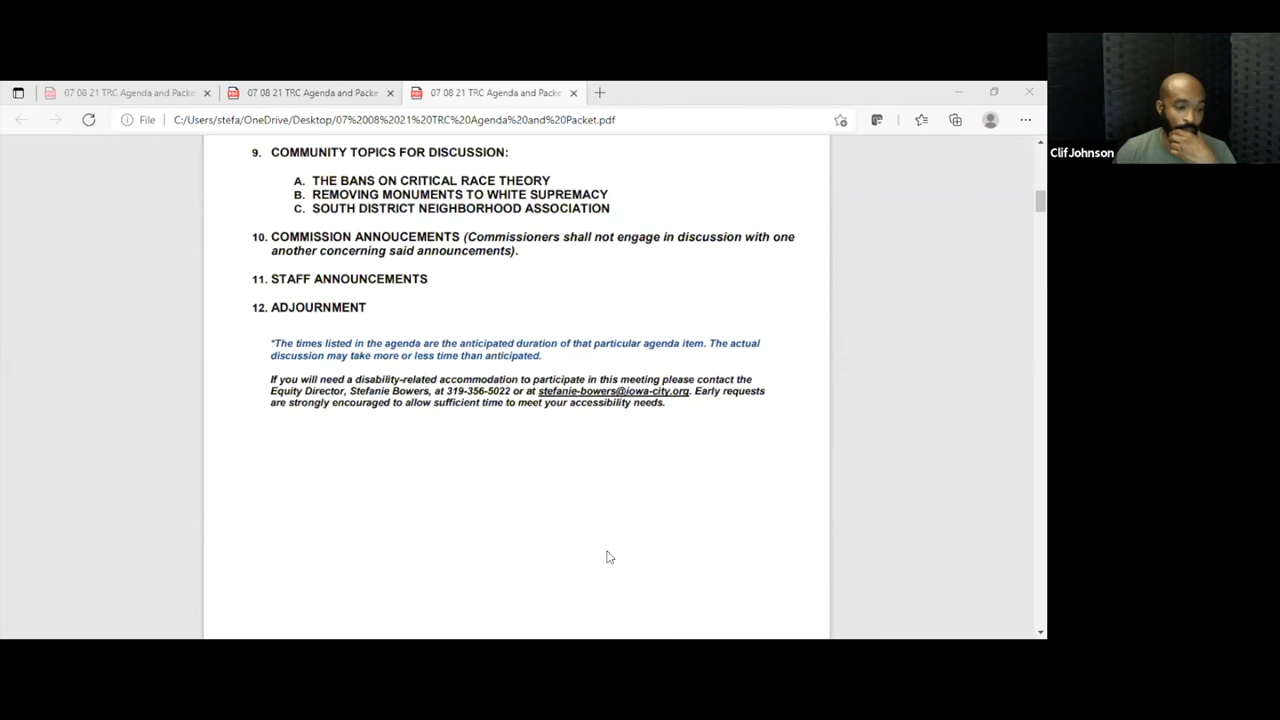 07 08 21 TRC Agenda and Packe
07 08 21 TRC Agenda and Packe
07 08 21 TRC Agenda and Packe
File
C:/Users/stefa/OneDrive/Desktop/07%2008%2021%20TRC%20Agenda%20and%20Packet.pdf
9. COMMUNITY TOPICS FOR DISCUSSION:
A. THE BANS ON CRITICAL RACE THEORY
B. REMOVING MONUMENTS TO WHITE SUPREMACY
C. SOUTH DISTRICT NEIGHBORHOOD ASSOCIATION
10. COMMISSION ANNOUCEMENTS (Commissioners shall not engage in discussion with one
another concerning said announcements).
11. STAFF ANNOUNCEMENTS
12. ADJOURNMENT
*The times listed in the agenda are the anticipated duration of that particular agenda item. The actual
discussion may take more or less time than anticipated.
If you will need a disability-related accommodation to participate in this meeting please contact the
Equity Director, Stefanie Bowers, at 319-356-5022 or at stefanie-bowers@iowa-city.org. Early requests
are strongly encouraged to allow sufficient time to meet your accessibility needs.
Clif Johnson